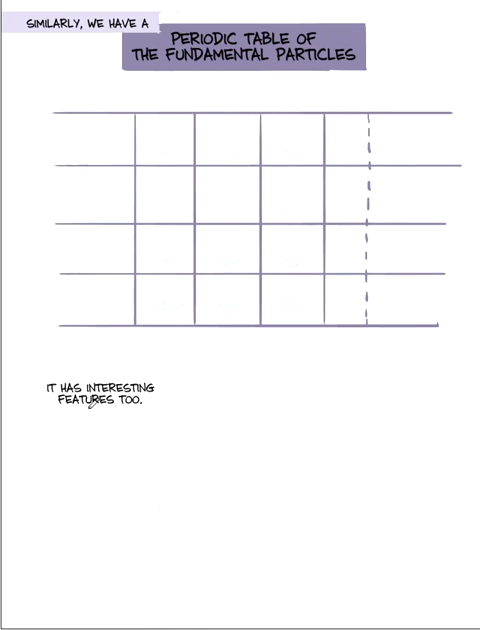 SIMILARLY, WE HAVE A
PERIODIC TABLE OF
THE FUNDAMENTAL PARTICLES
IT HAS INTERESTING
FEATURES TOO.